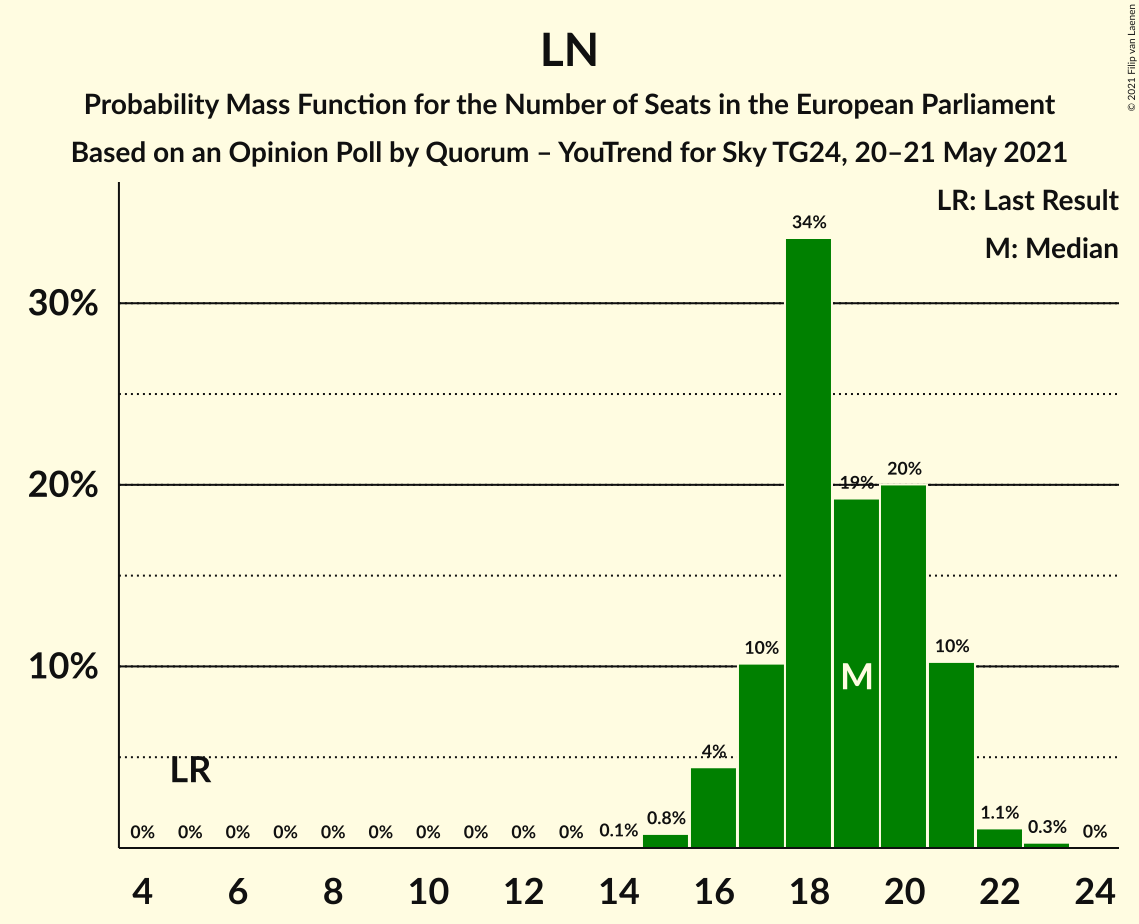 LN
Probability Mass Function for the Number of Seats in the European Parliament
Based on an Opinion Poll by Quorum – YouTrend for Sky TG24, 20–21 May 2021
© 2021 Filip van Laenen
LR: Last Result
M: Median
34%
30%
20%
19%
20%
10%
10%
10%
M
4%
LR
0% 0% 0% 0% 0% 0% 0% 0% 0% 0% 0.1% 0.8% 1.1% 0.3% 0%
4 6 8 10 12 14 16 18 20 22 24